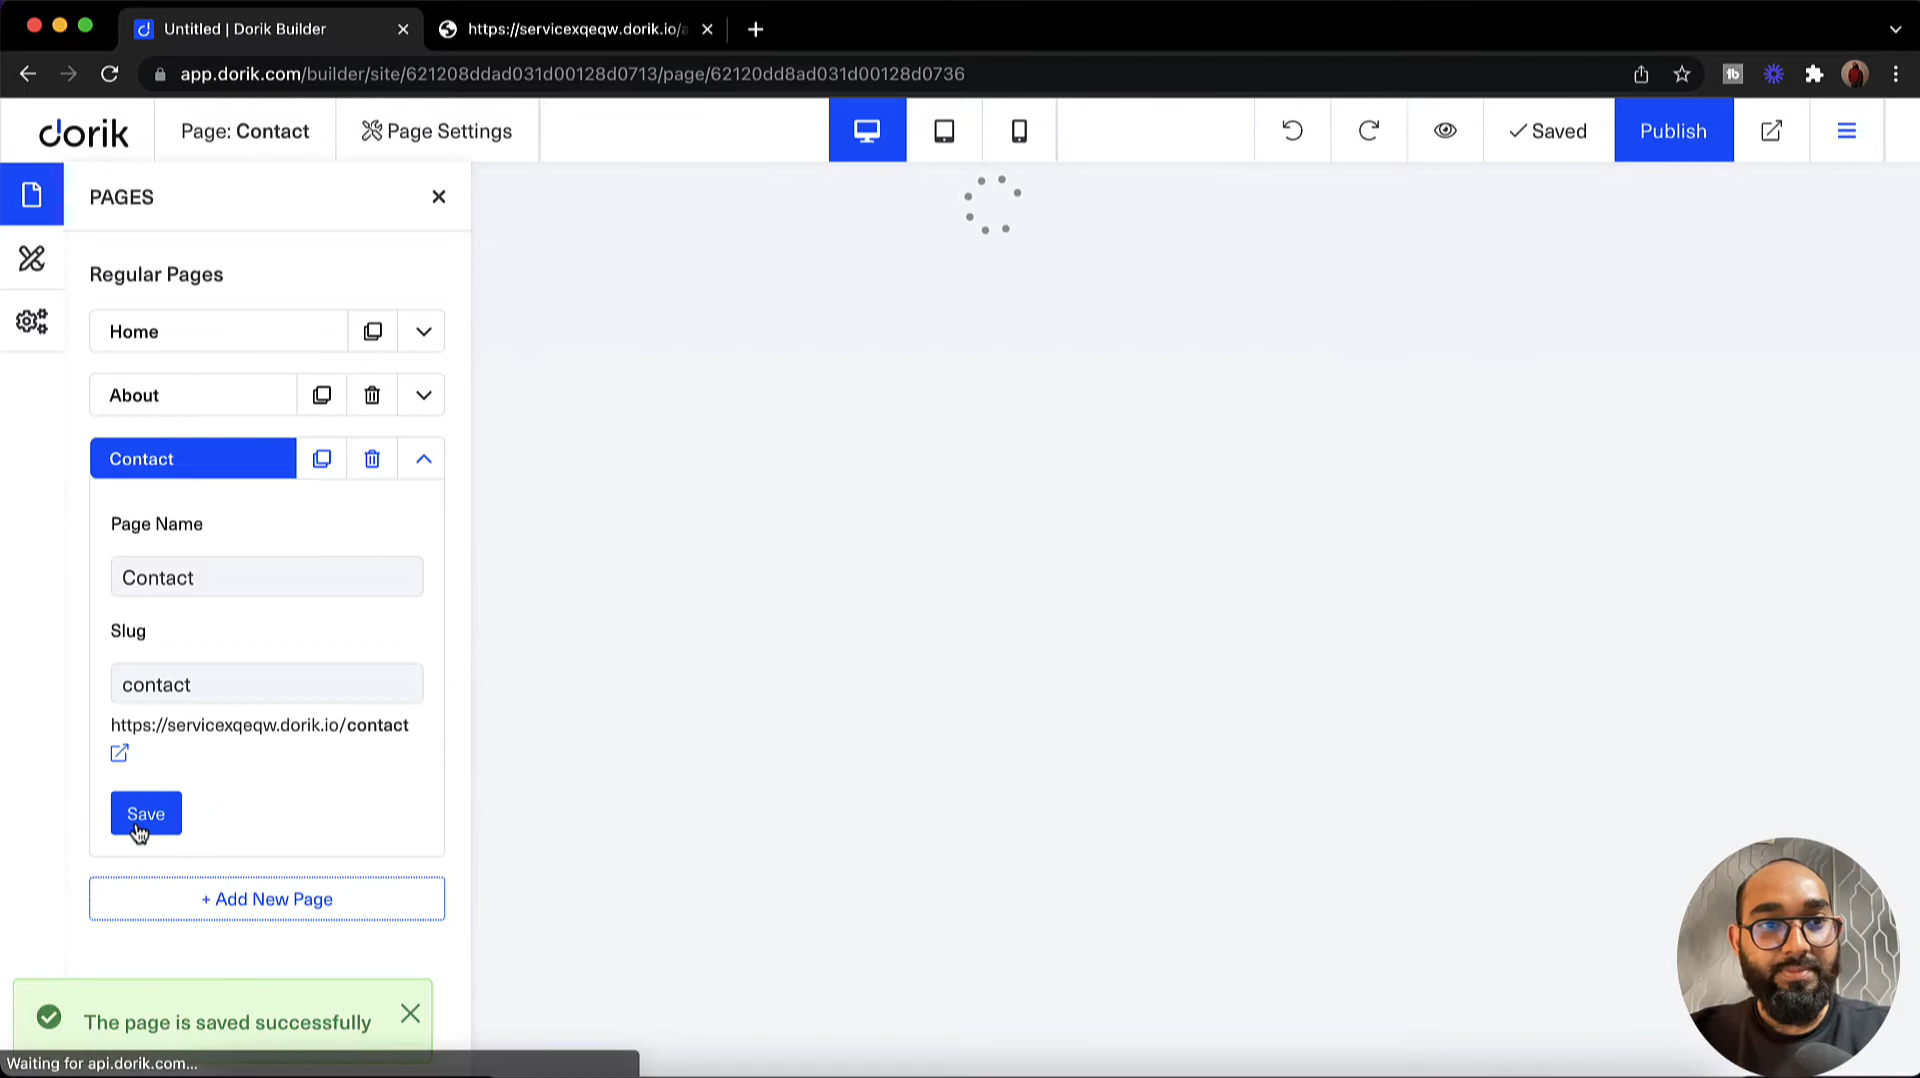 Untitled | Dorik Builder
https://servicexqeqw.dorik.io/a
app.dorik.com/builder/site/621208ddad031d00128d0713/page/62120dd8ad031d00128d0736
tb
dorik
Page: Contact
Page Settings
Saved
Publish
PAGES
Regular Pages
Home
About
Contact
Page Name
Contact
Slug
contact
https://servicexqeqw.dorik.io/contact
Save
+ Add New Page
The page is saved successfully
Waiting for api.dorik.com...